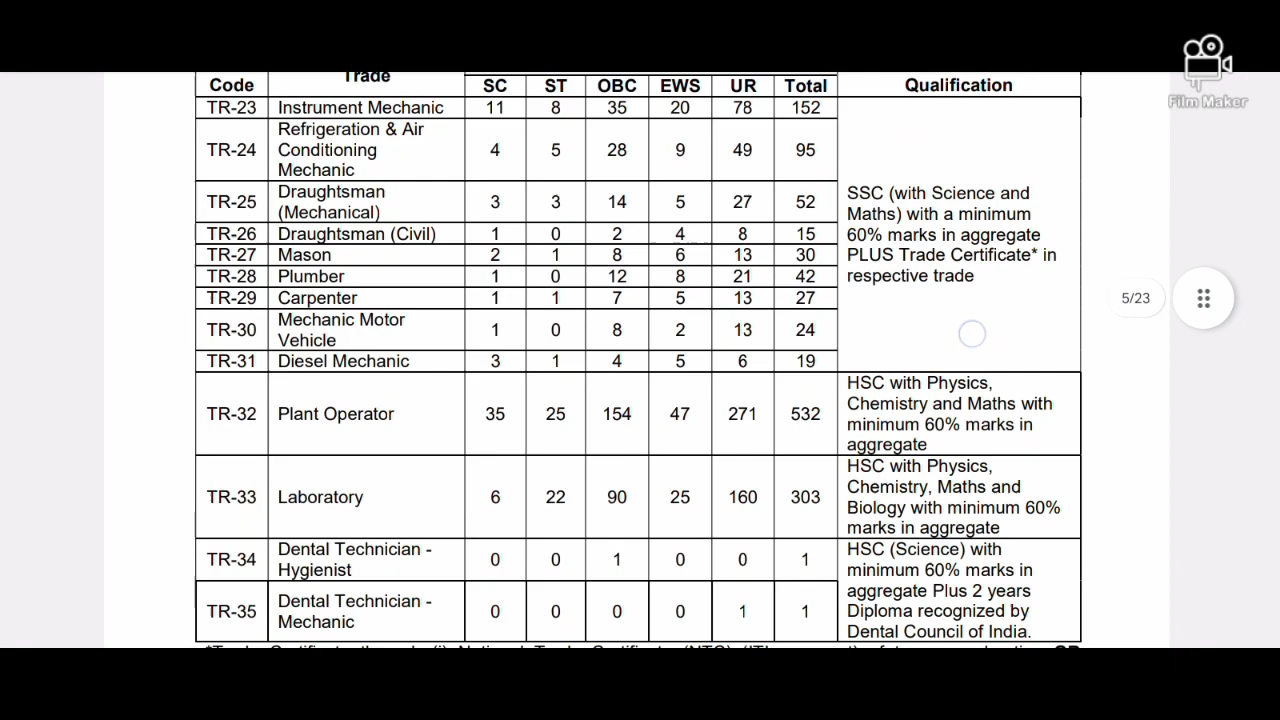 Film Maker
Trade
Code SC ST OBC EWS UR Total Qualification
TR-23 Instrument Mechanic 11 8 35 20 78 152
TR-24 Refrigeration & Air Conditioning Mechanic 4 5 28 9 49 95
TR-25 Draughtsman (Mechanical) 3 3 14 5 27 52
TR-26 Draughtsman (Civil) 1 0 2 4 8 15
TR-27 Mason 2 1 8 6 13 30
TR-28 Plumber 1 0 12 8 21 42
TR-29 Carpenter 1 1 7 5 13 27
TR-30 Mechanic Motor Vehicle 1 0 8 2 13 24
TR-31 Diesel Mechanic 3 1 4 5 6 19
SSC (with Science and
Maths) with a minimum
60% marks in aggregate
PLUS Trade Certificate* in
respective trade
5/23
TR-32 Plant Operator 35 25 154 47 271 532
HSC with Physics,
Chemistry and Maths with
minimum 60% marks in
aggregate
TR-33 Laboratory 6 22 90 25 160 303
HSC with Physics,
Chemistry, Maths and
Biology with minimum 60%
marks in aggregate
TR-34 Dental Technician - Hygienist 0 0 1 0 0 1
TR-35 Dental Technician - Mechanic 0 0 0 0 1 1
HSC (Science) with
minimum 60% marks in
aggregate Plus 2 years
Diploma recognized by
Dental Council of India.